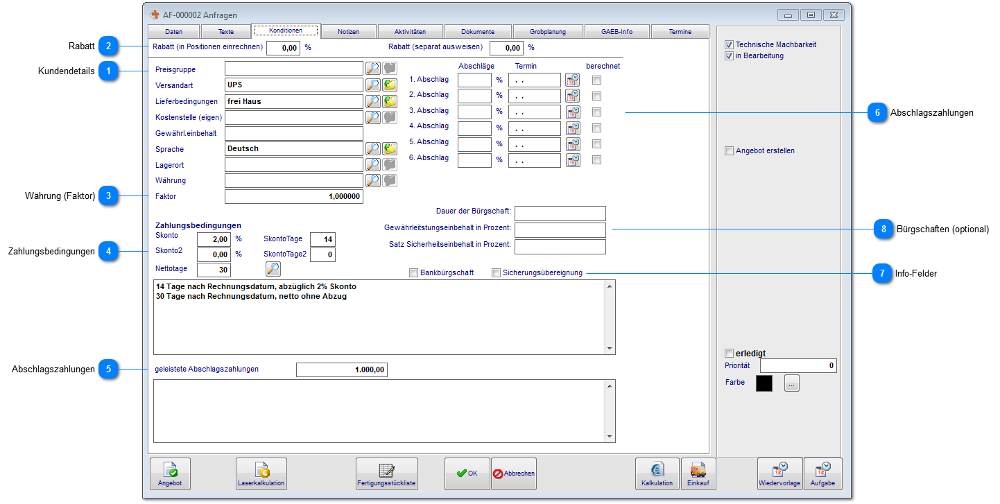 AF-000002 Anfragen
Daten Texte Konditionen Notizen Aktivitäten Dokumente Grobplanung GAEB-Info Termine
Rabatt 2 Rabatt (in Positionen einrechnen) 0,00 % Rabatt (separat ausweisen) 0,00 %
Technische Machbarkeit
in Bearbeitung
Kundendetails 1
Preisgruppe
Versandart UPS
Lieferbedingungen frei Haus
Kostenstelle (eigen)
Gewährl.einbehalt
Sprache Deutsch
Lagerort
Währung
Währung (Faktor) 3 Faktor 1,000000
Abschläge Termin berechnet
1. Abschlag % . .
2. Abschlag % . .
3. Abschlag % . .
4. Abschlag % . .
5. Abschlag % . .
6. Abschlag % . .
6 Abschlagszahlungen
Angebot erstellen
Dauer der Bürgschaft:
Gewährleitstungseinbehalt in Prozent:
Satz Sicherheitseinbehalt in Prozent:
8 Bürgschaften (optional)
Zahlungsbedingungen 4
Zahlungsbedingungen
Skonto 2,00 % SkontoTage 14
Skonto2 0,00 % SkontoTage2 0
Nettotage 30
Bankbürgschaft Sicherungsübereignung
7 Info-Felder
14 Tage nach Rechnungsdatum, abzüglich 2% Skonto
30 Tage nach Rechnungsdatum, netto ohne Abzug
erledigt
Priorität 0
Farbe ...
Abschlagszahlungen 5 geleistete Abschlagszahlungen 1.000,00
Angebot Laserkalkulation Fertigungsstückliste OK Abbrechen Kalkulation Einkauf Wiedervorlage Aufgabe